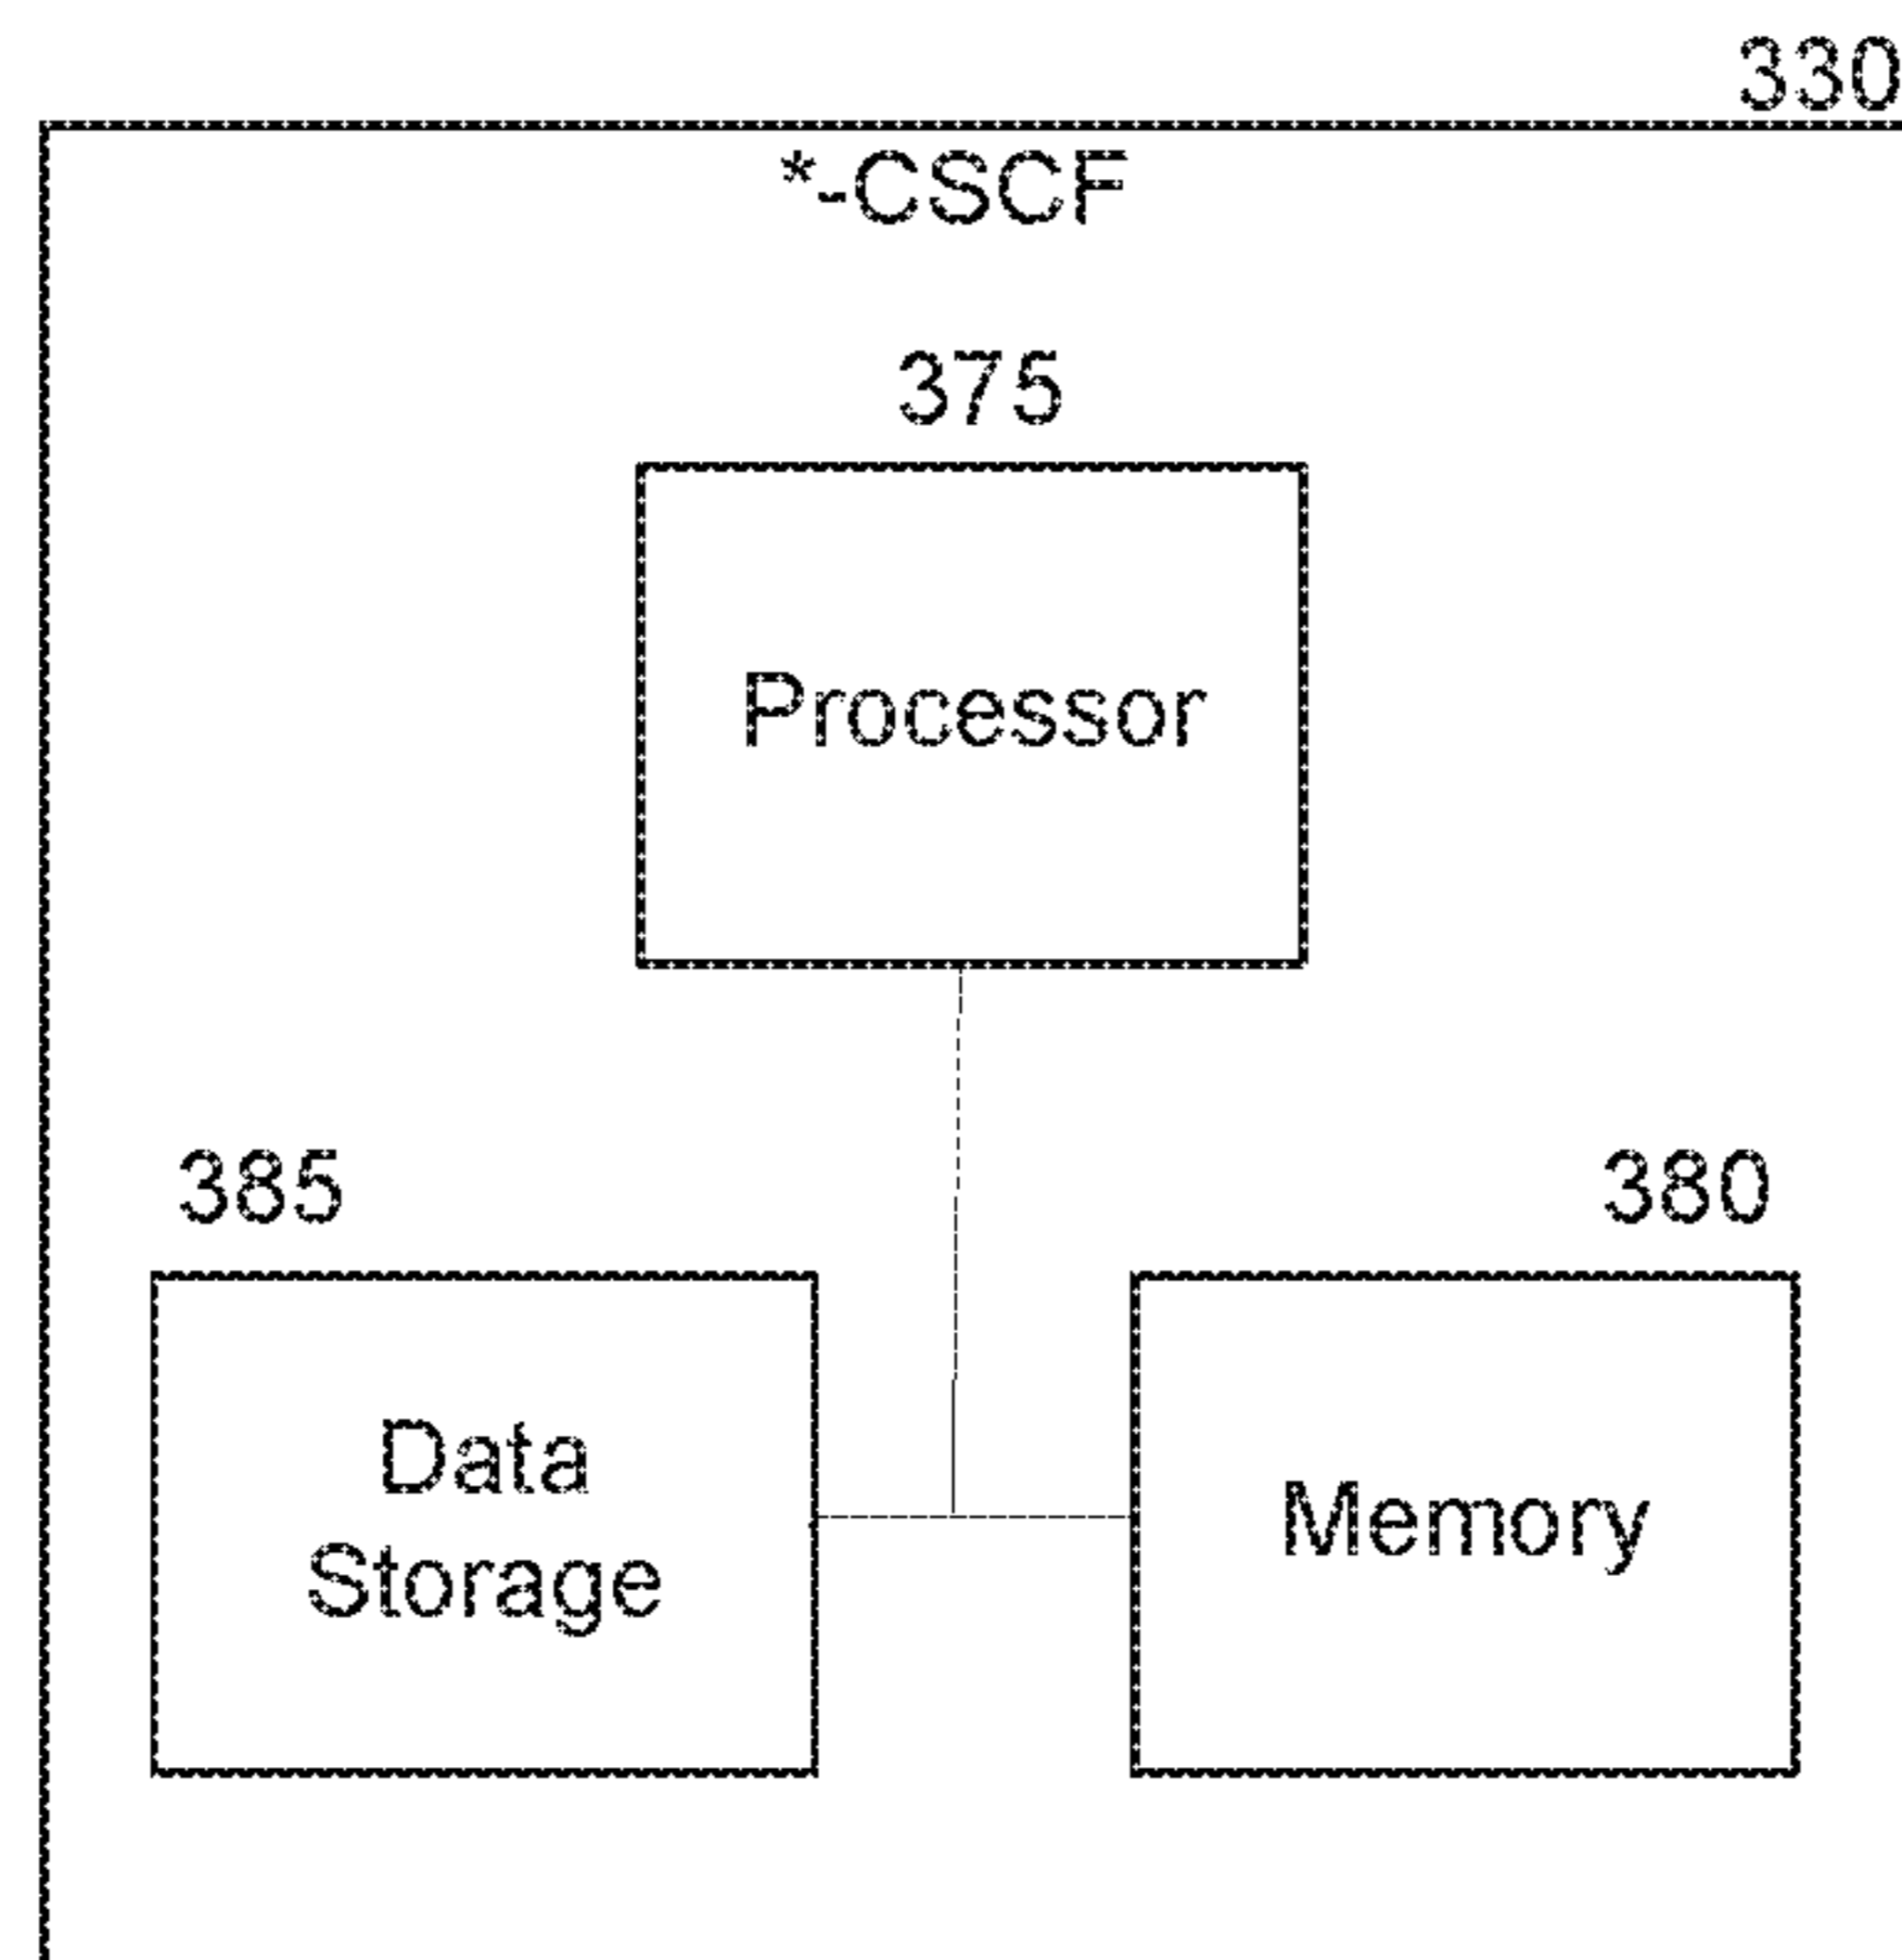 330
*-CSCF
375
Processor
385
380
Data
Storage
Memory